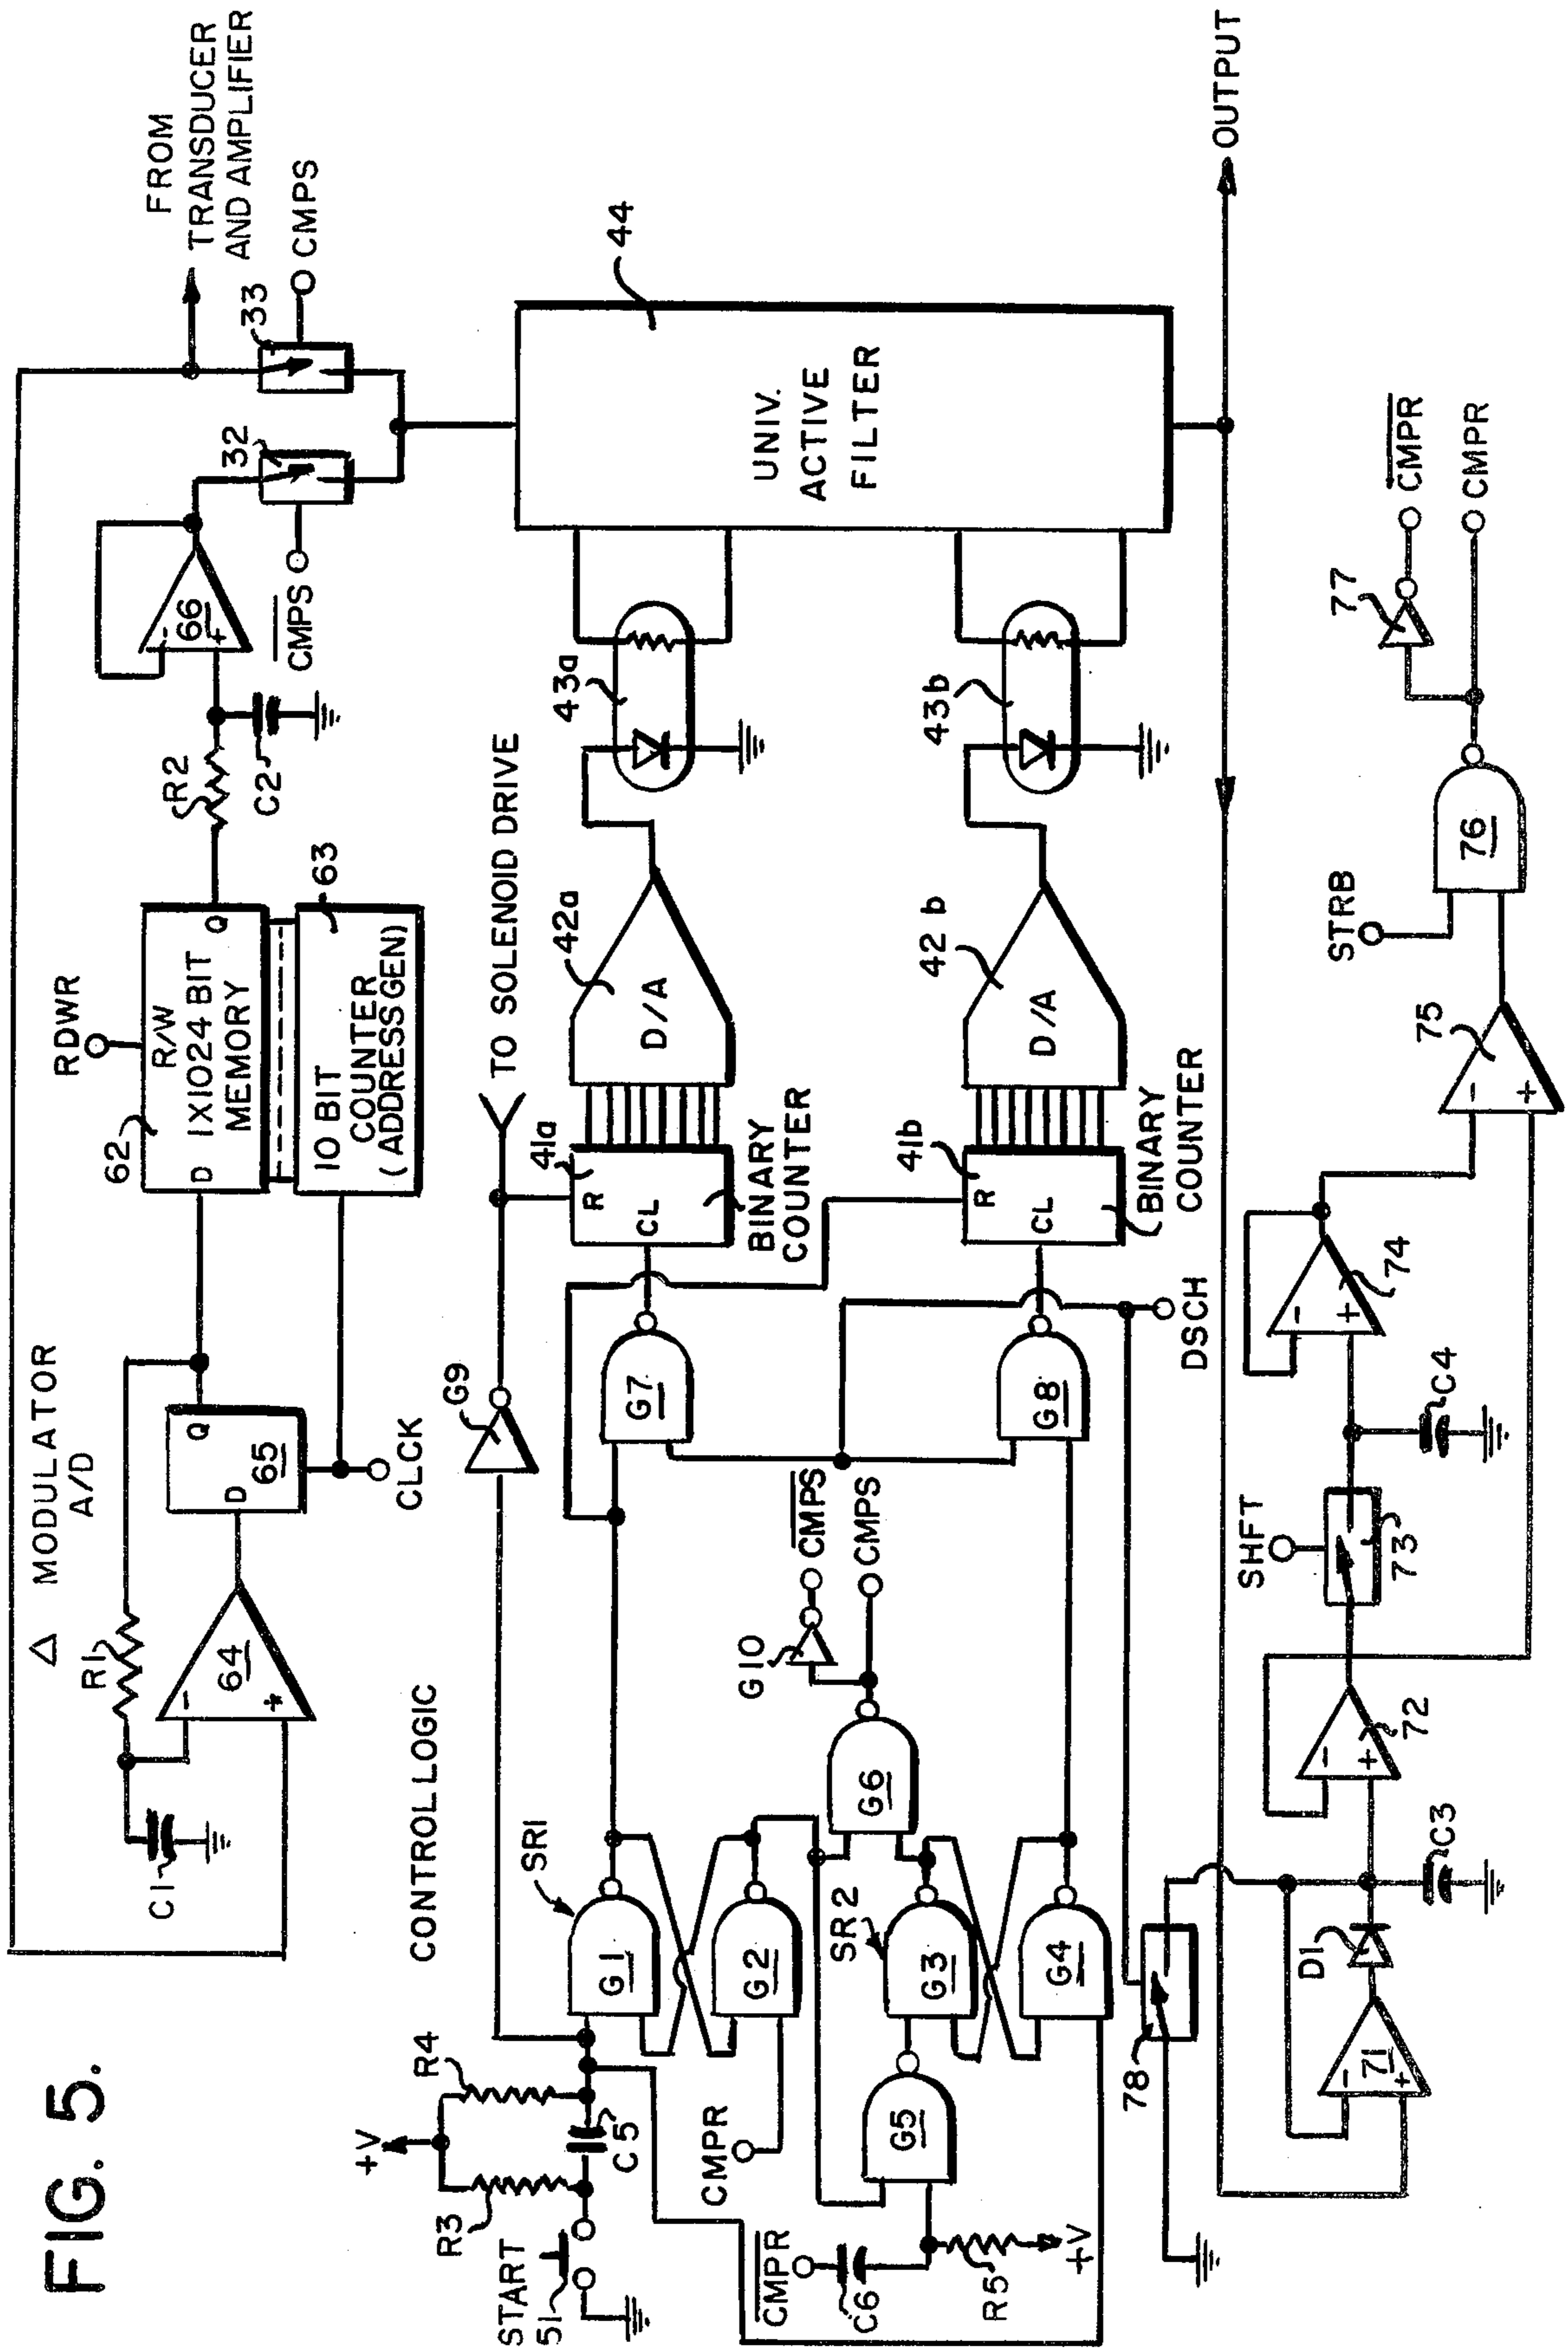 FIG. 5.
Δ MODULATOR
A/D
C1
R1
64
-
+
D
Q
65
CLCK
RDWR
62
R/W
1X1024 BIT
MEMORY
D
Q
10 BIT
COUNTER
(ADDRESS GEN)
63
R2
C2
66
-
+
CMPS
32
33
CMPS
FROM
TRANSDUCER
AND AMPLIFIER
CONTROL LOGIC
+V
R3
R4
START
51
C5
SR1
G1
G2
CMPR
CMPR
C6
R5
+V
G5
SR2
G3
G4
G6
G10
CMPS
CMPS
G9
TO SOLENOID DRIVE
G7
G8
DSCH
41a
R
CL
BINARY
COUNTER
41b
R
CL
BINARY
COUNTER
42a
D/A
42b
D/A
43a
43b
UNIV.
ACTIVE
FILTER
44
OUTPUT
78
71
-
+
D1
C3
72
-
+
SHFT
73
C4
74
-
+
75
-
+
STRB
76
77
CMPR
CMPR